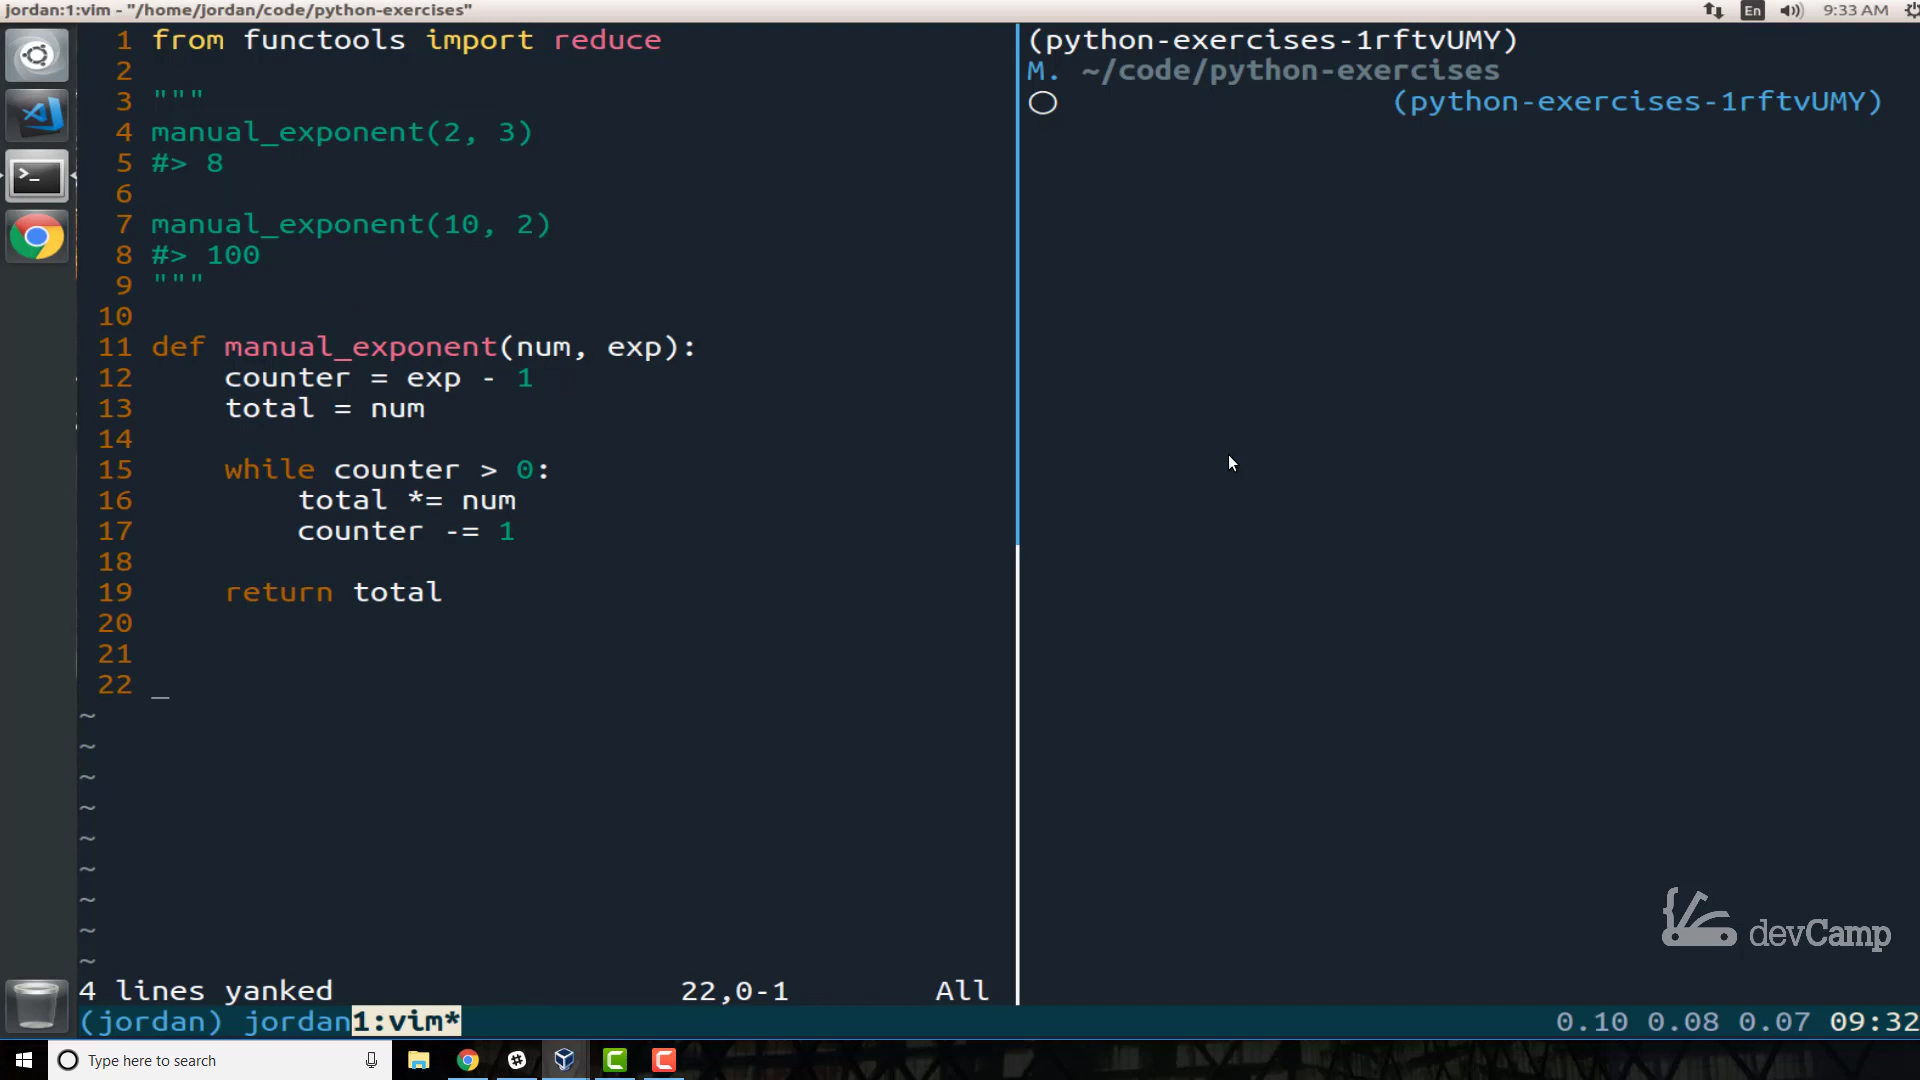 jordan:1:vim - "/home/jordan/code/python-exercises"
En 9:33 AM
1 from functools import reduce
2
3 """
4 manual_exponent(2, 3)
5 #> 8
6
7 manual_exponent(10, 2)
8 #> 100
9 """
10
11 def manual_exponent(num, exp):
12 counter = exp - 1
13 total = num
14
15 while counter > 0:
16 total *= num
17 counter -= 1
18
19 return total
20
21
22 _
~
~
~
~
~
~
~
~
~
4 lines yanked 22,0-1 All
(python-exercises-1rftvUMY)
M. ~/code/python-exercises
(python-exercises-1rftvUMY)
devCamp
(jordan) jordan1:vim* 0.10 0.08 0.07 09:32
Type here to search